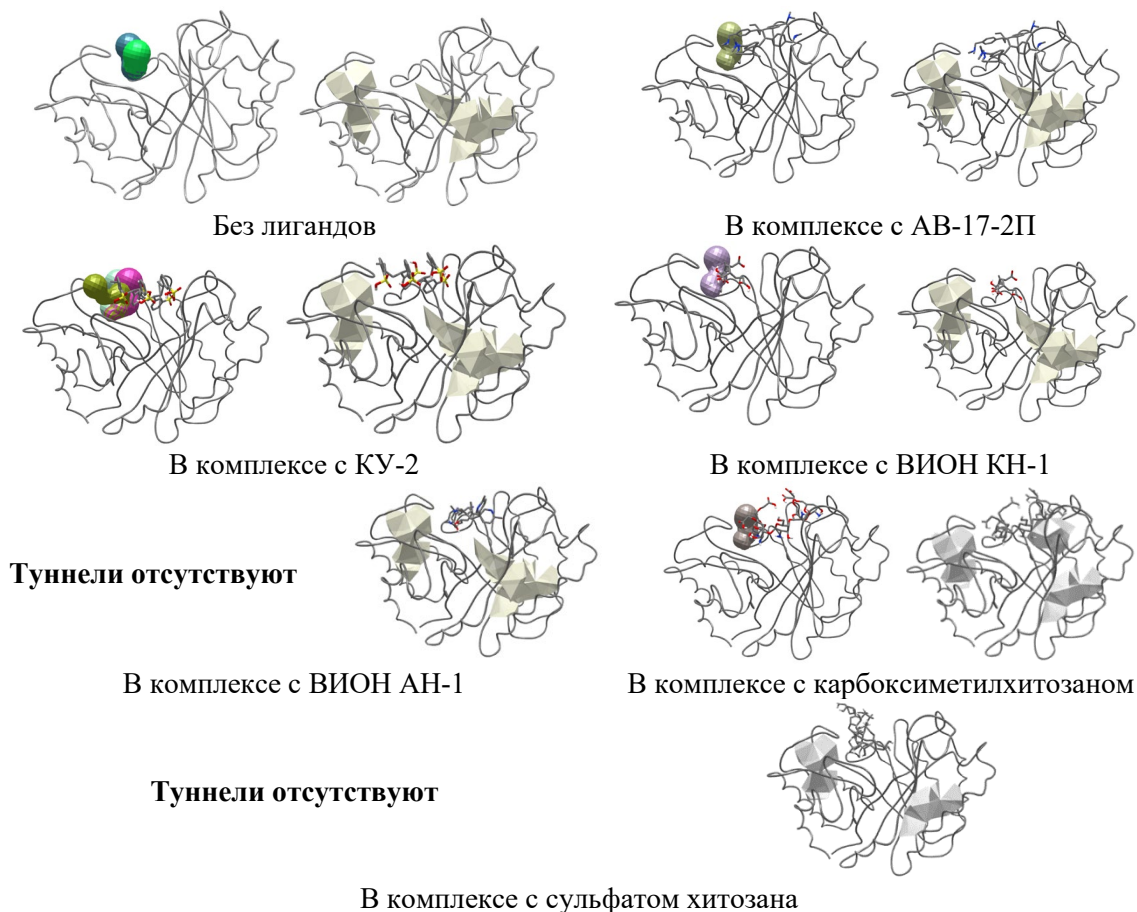 Без лигандов
В комплексе с АВ-17-2П
В комплексе с КУ-2
В комплексе с ВИОН КН-1
Туннели отсутствуют
В комплексе с ВИОН АН-1
В комплексе с карбоксиметилхитозаном
Туннели отсутствуют
В комплексе с сульфатом хитозана